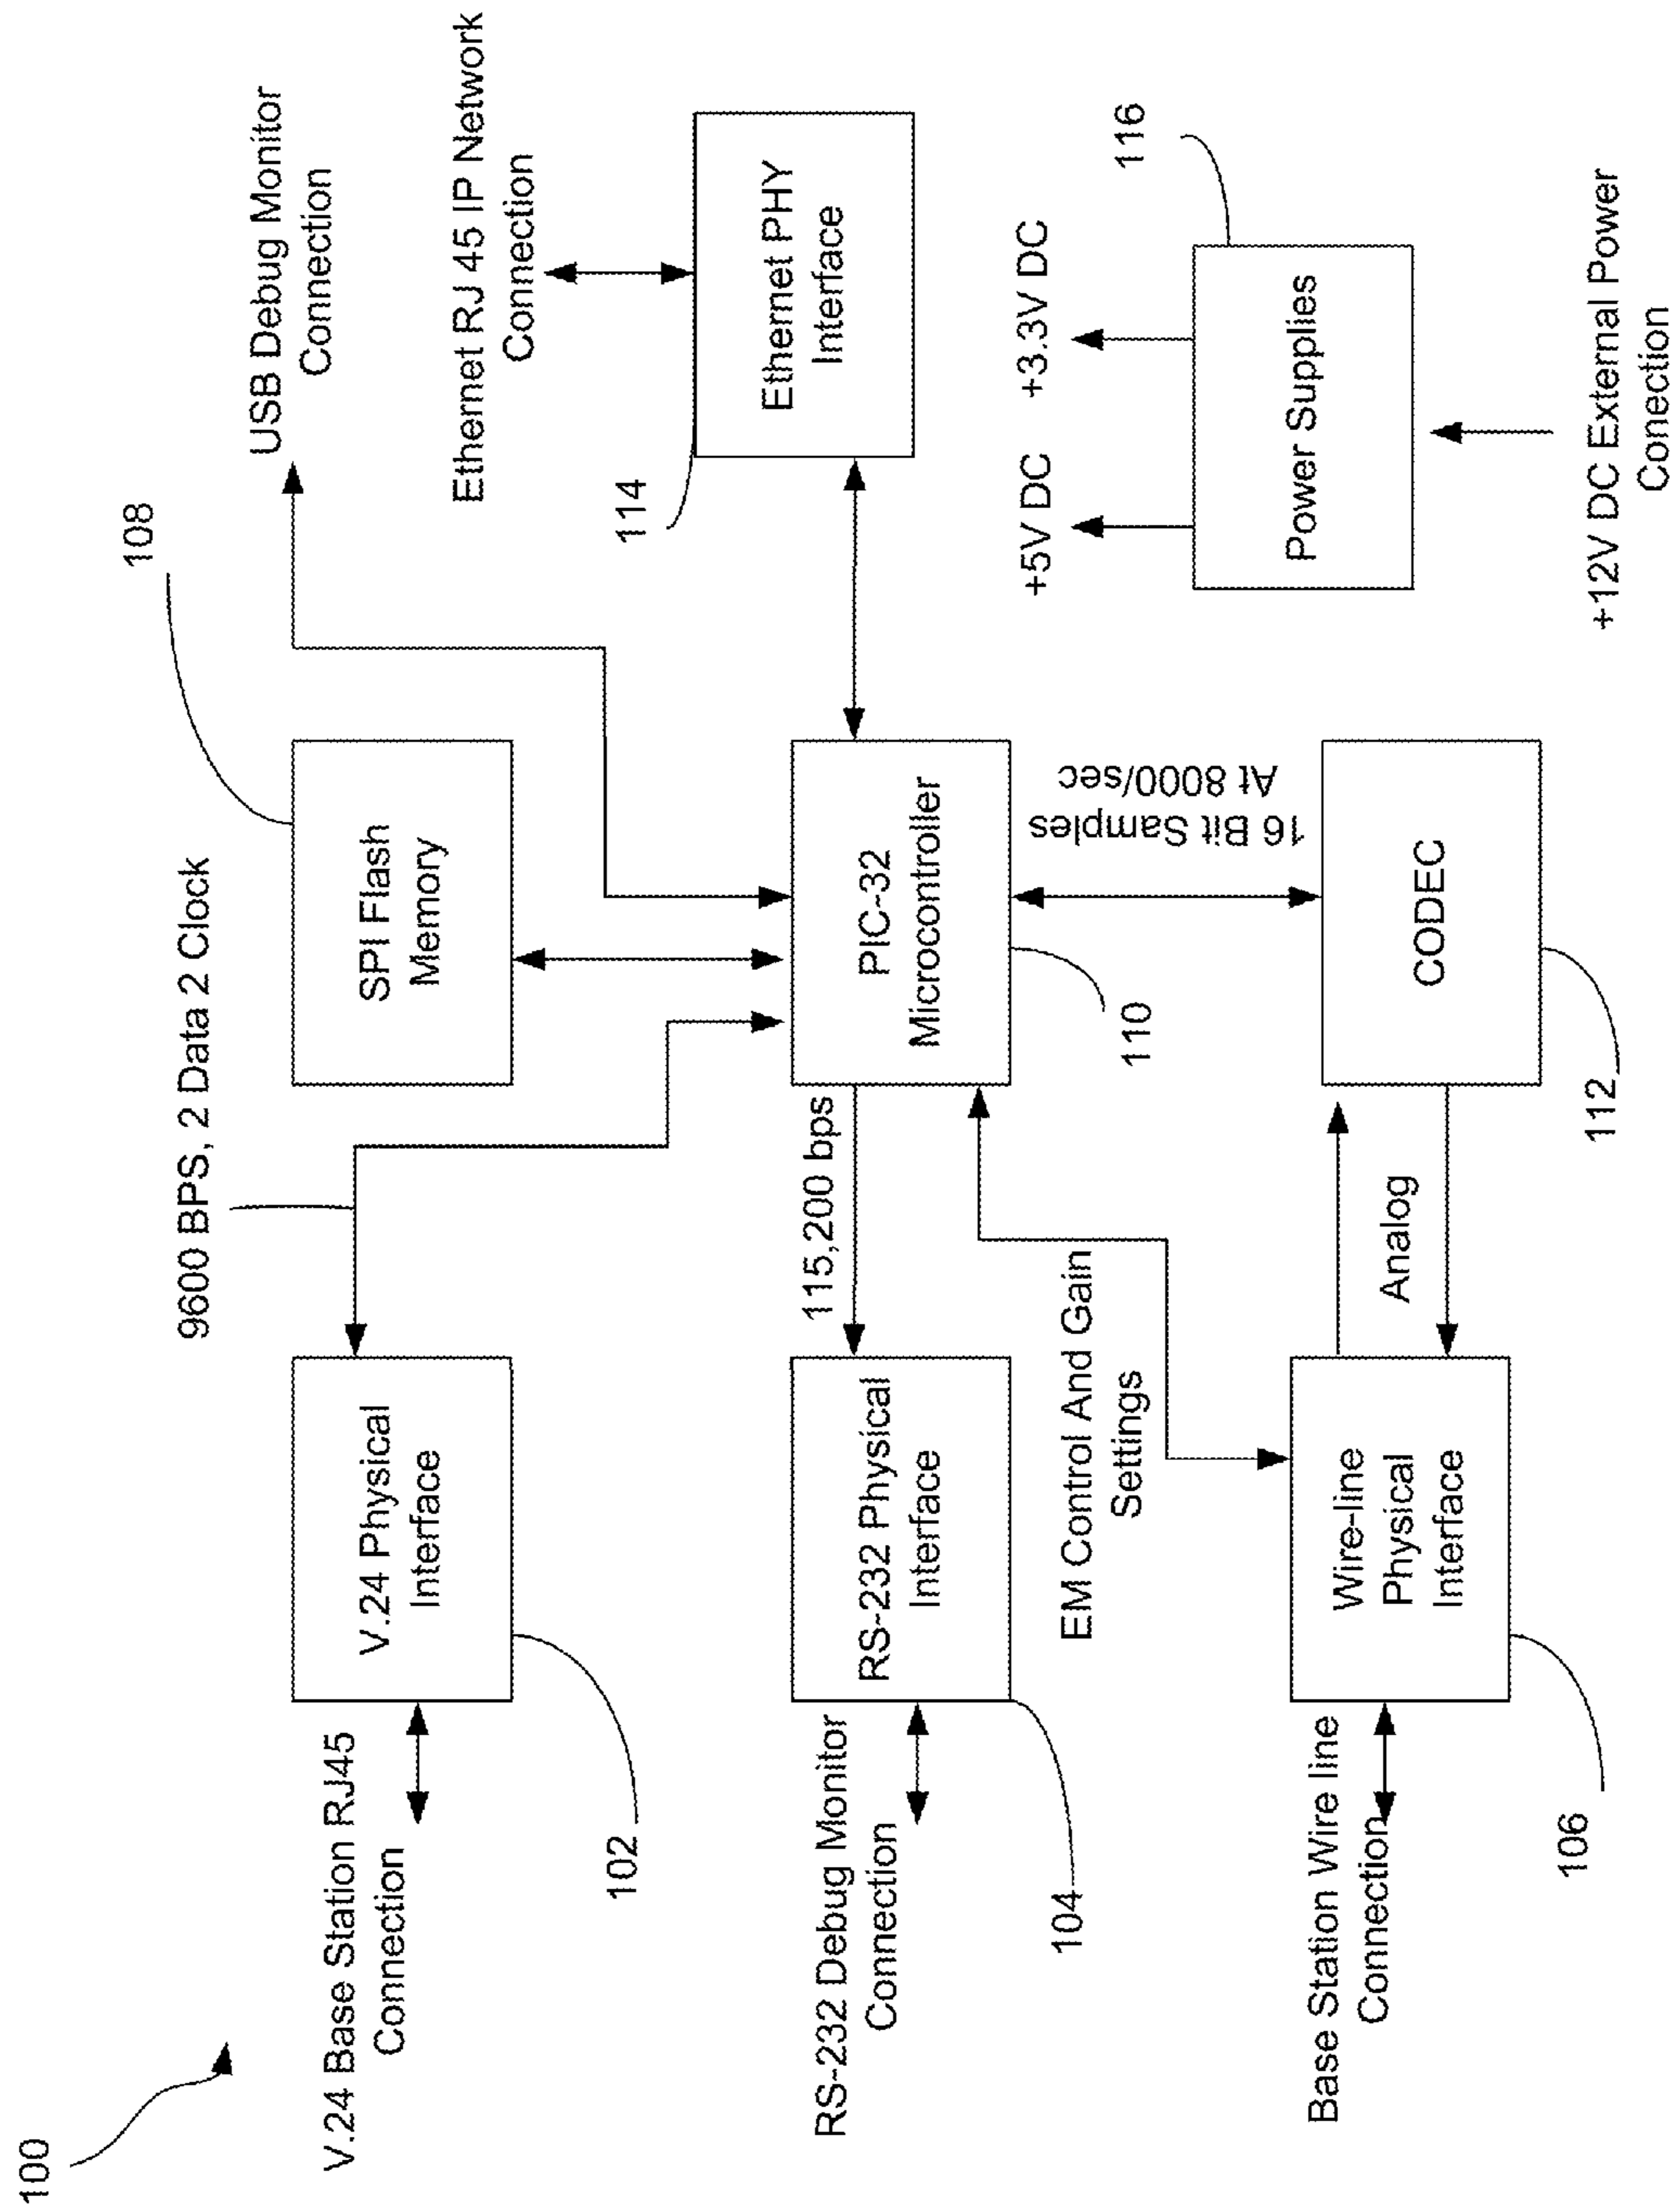 100
V.24 Base Station RJ45
Connection
102
V.24 Physical
Interface
9600 BPS, 2 Data 2 Clock
SPI Flash
Memory
108
USB Debug Monitor
Connection
RS-232 Debug Monitor
Connection
104
RS-232 Physical
Interface
115,200 bps
PIC-32
Microcontroller
110
114
Ethernet PHY
Interface
Ethernet RJ 45 IP Network
Connection
EM Control And Gain
Settings
16 Bit Samples
At 8000/sec
Base Station Wire line
Connection
106
Wire-line
Physical
Interface
Analog
CODEC
112
+5V DC
+3.3V DC
116
Power Supplies
+12V DC External Power
Conection